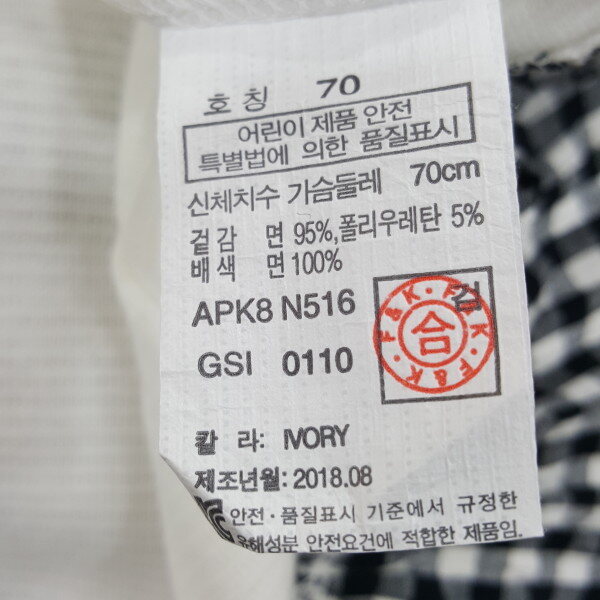 호 칭 70
어린이 제품 안전
특별법에 의한 품질표시
신체치수 가슴둘레 70cm
겉감 면 95%,폴리우레탄 5%
배색 면100%
APK8 N516
GSI 0110
검
F&K·F&K·F&K·F&K·
合
칼 라: IVORY
제조년월: 2018.08
안전·품질표시 기준에서 규정한
유해성분 안전요건에 적합한 제품임.